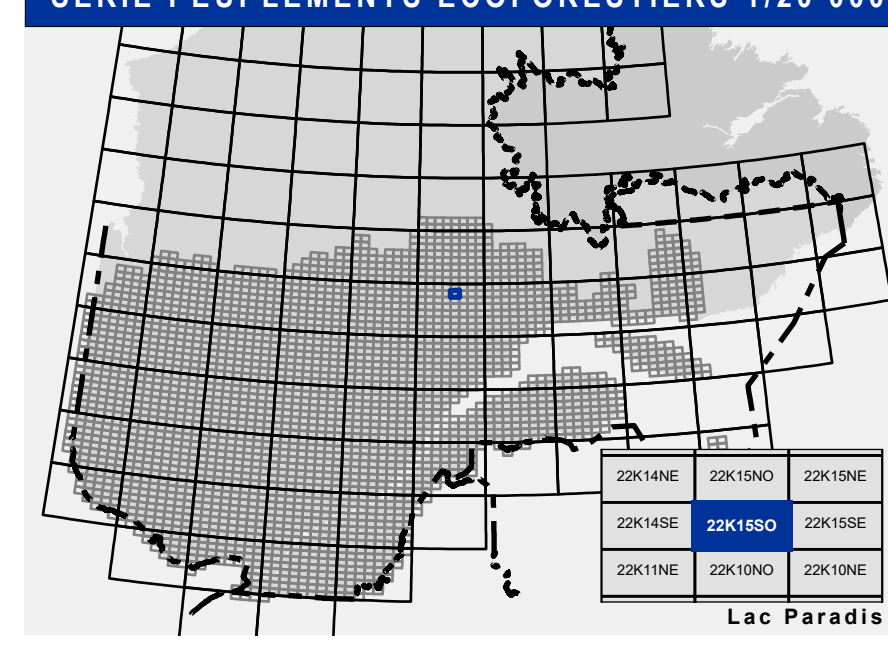 SÉRIE PEUPLEMENTS ÉCOFORESTIERS 1/20 000
22K14NE 22K15NO 22K15NE
22K14SE 22K15SO 22K15SE
22K11NE 22K10NO 22K10NE
Lac Paradis